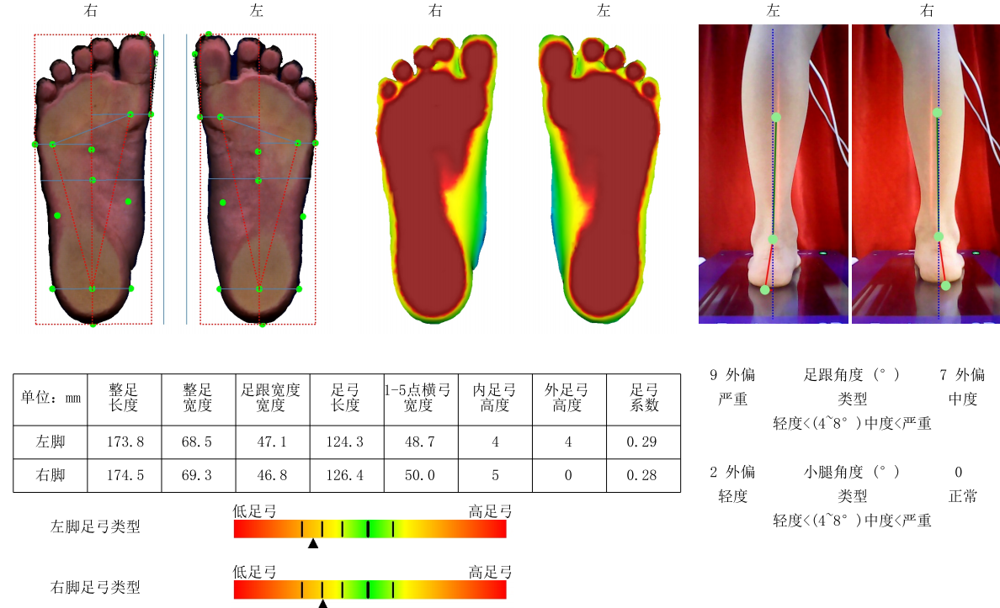 右 左 右 左 左 右
单位：mm 整足长度 整足宽度 足跟宽度宽度 足弓长度 1-5点横弓宽度 内足弓高度 外足弓高度 足弓系数
左脚 173.8 68.5 47.1 124.3 48.7 4 4 0.29
右脚 174.5 69.3 46.8 126.4 50.0 5 0 0.28
低足弓 高足弓
左脚足弓类型
低足弓 高足弓
右脚足弓类型
9 外偏 足跟角度（°） 7 外偏
严重 类型 中度
轻度<(4~8°)中度<严重
2 外偏 小腿角度（°） 0
轻度 类型 正常
轻度<(4~8°)中度<严重